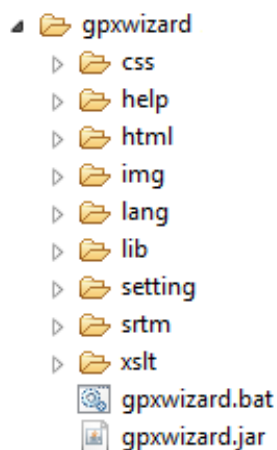 gpxwizard
css
help
html
img
lang
lib
setting
srtm
xslt
gpxwizard.bat
gpxwizard.jar